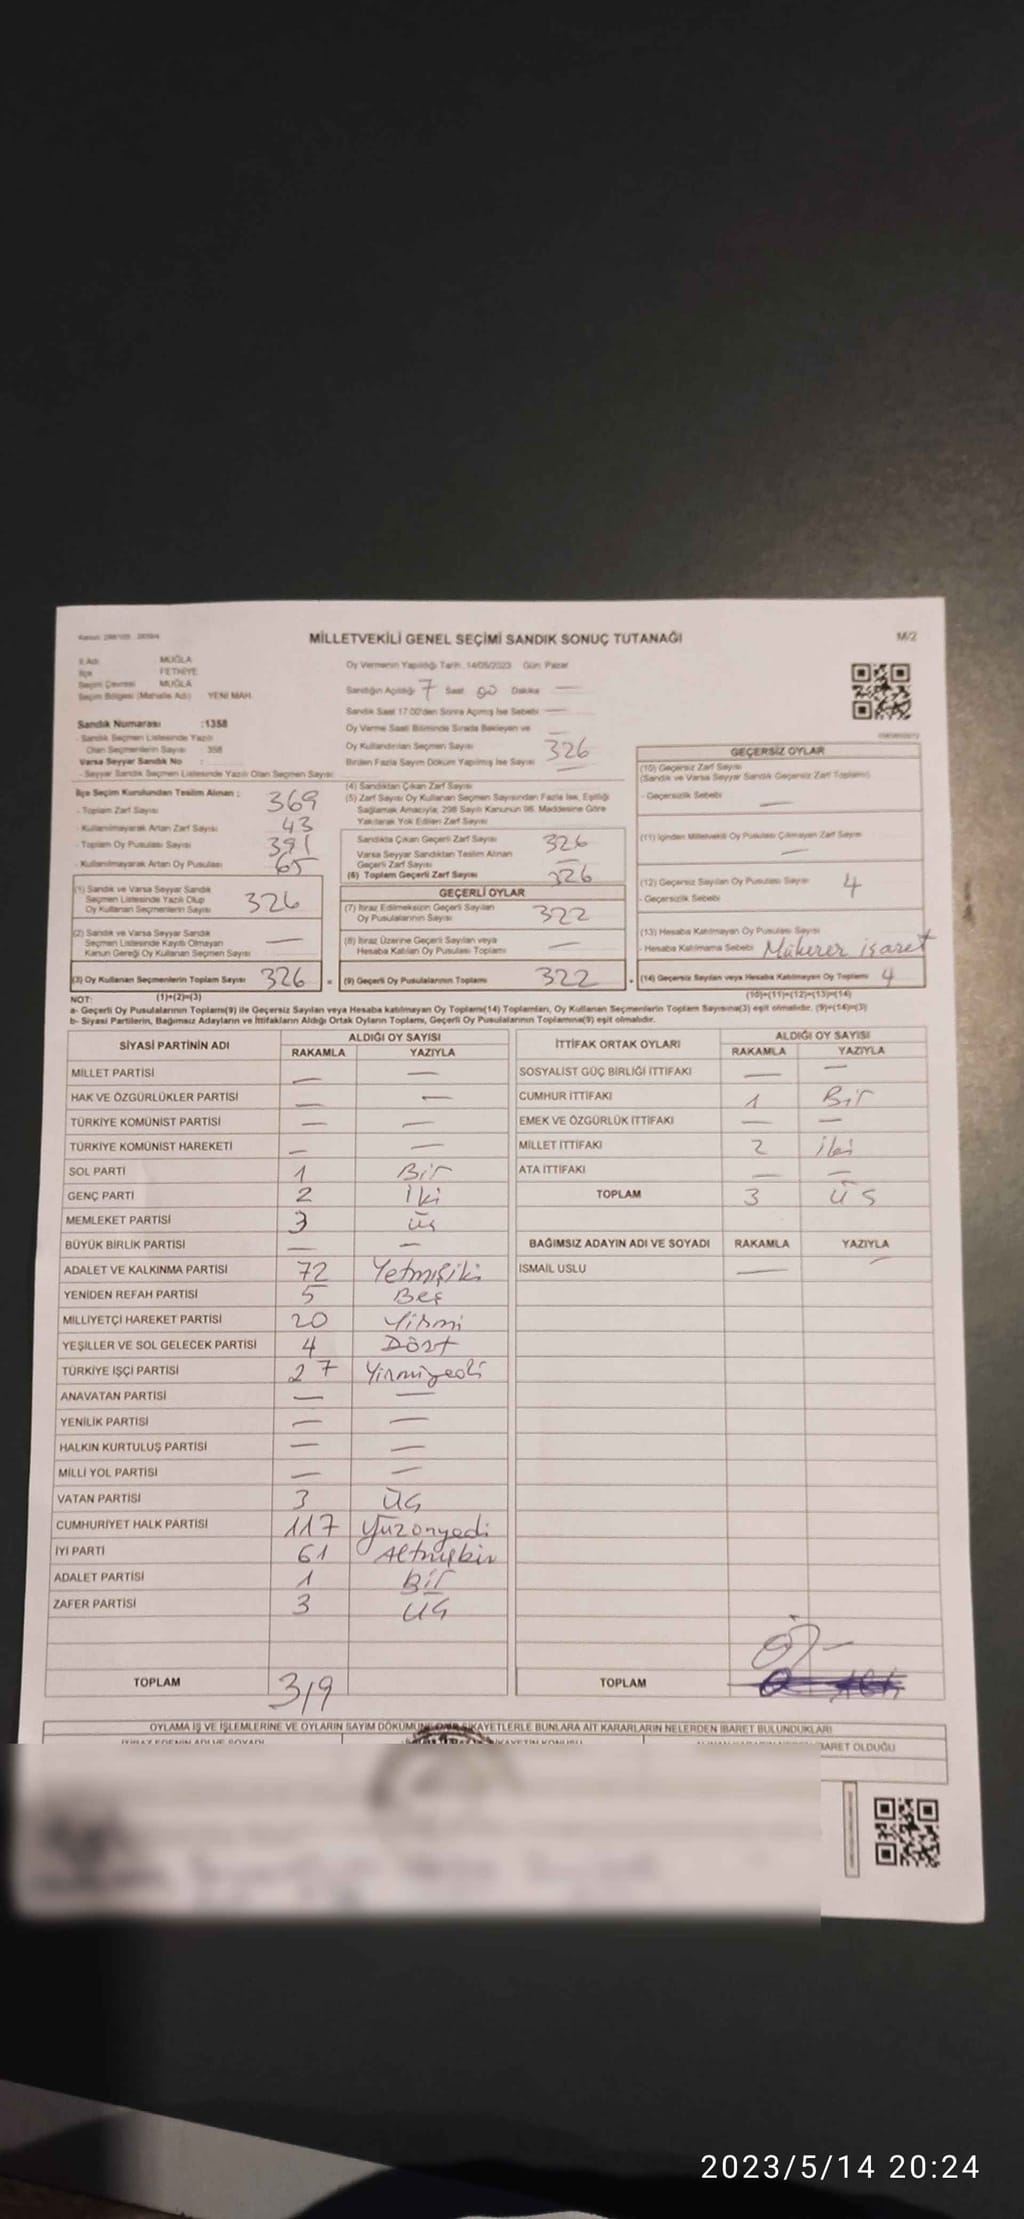 MİLLETVEKİLİ GENEL SEÇİMİ SANDIK SONUÇ TUTANAĞI
M/2
İl Adı : MUĞLA
İlçe : FETHİYE
Seçim Çevresi : MUĞLA
Seçim Bölgesi (Mahalle Adı) YENİ MAH.
Oy Vermenin Yapıldığı Tarih :14/05/2023 Gün: Pazar
Sandığın Açıldığı 7 Saat 00 Dakika —
Sandık Saat 17:00'den Sonra Açılmış İse Sebebi —
Sandık Numarası :1358
- Sandık Seçmen Listesinde Yazılı
Olan Seçmenlerin Sayısı : 358
Varsa Seyyar Sandık No :
- Seyyar Sandık Seçmen Listesinde Yazılı Olan Seçmen Sayısı
Oy Verme Saati Bitiminde Sırada Bekleyen ve —
Oy Kullandırılan Seçmen Sayısı 326
Birden Fazla Sayım Döküm Yapılmış İse Sayısı —
İlçe Seçim Kurulundan Teslim Alınan :
- Toplam Zarf Sayısı 369
- Kullanılmayarak Artan Zarf Sayısı 43
- Toplam Oy Pusulası Sayısı 391
- Kullanılmayarak Artan Oy Pusulası 65
(4) Sandıktan Çıkan Zarf Sayısı
(5) Zarf Sayısı Oy Kullanan Seçmen Sayısından Fazla İse, Eşitliği
Sağlamak Amacıyla; 298 Sayılı Kanunun 98. Maddesine Göre
Yakılarak Yok Edilen Zarf Sayısı
Sandıkta Çıkan Geçerli Zarf Sayısı 326
Varsa Seyyar Sandıktan Teslim Alınan
Geçerli Zarf Sayısı —
(6) Toplam Geçerli Zarf Sayısı 326
GEÇERSİZ OYLAR
(10) Geçersiz Zarf Sayısı
(Sandık ve Varsa Seyyar Sandık Geçersiz Zarf Toplamı)
- Geçersizlik Sebebi —
(11) İçinden Milletvekili Oy Pusulası Çıkmayan Zarf Sayısı —
(12) Geçersiz Sayılan Oy Pusulası Sayısı 4
- Geçersizlik Sebebi
(13) Hesaba Katılmayan Oy Pusulası Sayısı
- Hesaba Katılmama Sebebi Mükerer işaret
(1) Sandık ve Varsa Seyyar Sandık
Seçmen Listesinde Yazılı Olup
Oy Kullanan Seçmenlerin Sayısı 326
(2) Sandık ve Varsa Seyyar Sandık
Seçmen Listesinde Kayıtlı Olmayan
Kanun Gereği Oy Kullanan Seçmen Sayısı —
GEÇERLİ OYLAR
(7) İtiraz Edilmeksizin Geçerli Sayılan
Oy Pusulalarının Sayısı 322
(8) İtiraz Üzerine Geçerli Sayılan veya
Hesaba Katılan Oy Pusulası Toplamı —
(3) Oy Kullanan Seçmenlerin Toplam Sayısı 326 = (9) Geçerli Oy Pusulalarının Toplamı 322 + (14) Geçersiz Sayılan veya Hesaba Katılmayan Oy Toplamı 4
NOT: (1)+(2)=(3) (10)+(11)+(12)+(13)=(14)
a- Geçerli Oy Pusulalarının Toplamı(9) ile Geçersiz Sayılan veya Hesaba katılmayan Oy Toplamı(14) Toplamları, Oy Kullanan Seçmenlerin Toplam Sayısına(3) eşit olmalıdır. (9)+(14)=(3)
b- Siyasi Partilerin, Bağımsız Adayların ve İttifakların Aldığı Ortak Oyların Toplamı, Geçerli Oy Pusulalarının Toplamına(9) eşit olmalıdır.
SİYASİ PARTİNİN ADI ALDIĞI OY SAYISI
RAKAMLA YAZIYLA
MİLLET PARTİSİ — —
HAK VE ÖZGÜRLÜKLER PARTİSİ — —
TÜRKİYE KOMÜNİST PARTİSİ — —
TÜRKİYE KOMÜNİST HAREKETİ — —
SOL PARTİ 1 Bir
GENÇ PARTİ 2 İki
MEMLEKET PARTİSİ 3 üç
BÜYÜK BİRLİK PARTİSİ — —
ADALET VE KALKINMA PARTİSİ 72 Yetmişiki
YENİDEN REFAH PARTİSİ 5 Beş
MİLLİYETÇİ HAREKET PARTİSİ 20 Yirmi
YEŞİLLER VE SOL GELECEK PARTİSİ 4 Dört
TÜRKİYE İŞÇİ PARTİSİ 27 Yirmiyedi
ANAVATAN PARTİSİ — —
YENİLİK PARTİSİ — —
HALKIN KURTULUŞ PARTİSİ — —
MİLLİ YOL PARTİSİ — —
VATAN PARTİSİ 3 Üç
CUMHURİYET HALK PARTİSİ 117 Yüzonyedi
İYİ PARTİ 61 Altmışbir
ADALET PARTİSİ 1 Bir
ZAFER PARTİSİ 3 Üç
TOPLAM 319
İTTİFAK ORTAK OYLARI ALDIĞI OY SAYISI
RAKAMLA YAZIYLA
SOSYALİST GÜÇ BİRLİĞİ İTTİFAKI — —
CUMHUR İTTİFAKI 1 Bir
EMEK VE ÖZGÜRLÜK İTTİFAKI — —
MİLLET İTTİFAKI 2 iki
ATA İTTİFAKI — —
TOPLAM 3 üç
BAĞIMSIZ ADAYIN ADI VE SOYADI RAKAMLA YAZIYLA
İSMAİL USLU — —
TOPLAM
OYLAMA İŞ VE İŞLEMLERİNE VE OYLARIN SAYIM DÖKÜMÜNE DAİR ŞİKAYETLERLE BUNLARA AİT KARARLARIN NELERDEN İBARET BULUNDUKLARI
İBARET OLDUĞU
2023/5/14 20:24